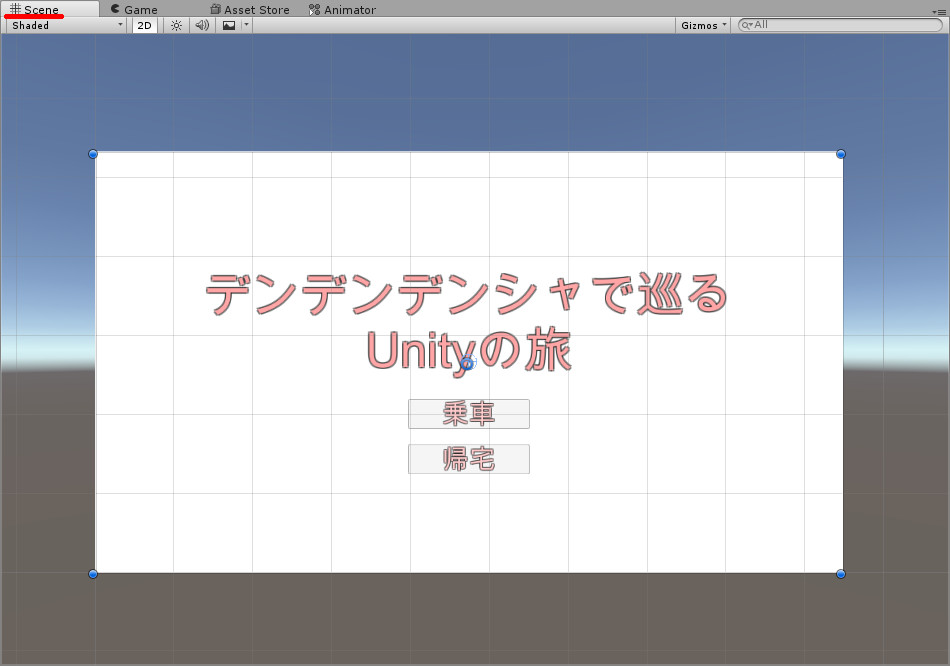 Scene Game Asset Store Animator
Shaded 2D Gizmos All
デンデンデンシャで巡る
Unityの旅
乗車
帰宅